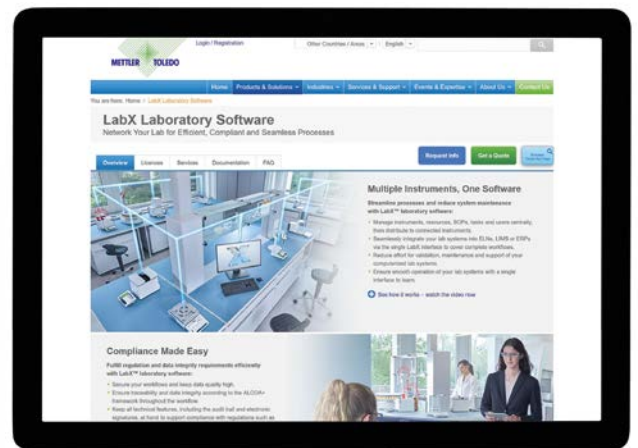 Login / Registration
Other Countries / Areas
English
METTLER TOLEDO
Home Products & Solutions Industries Services & Support Events & Expertise About Us Contact Us
You are here: Home LabX Laboratory Software
LabX Laboratory Software
Network Your Lab for Efficient, Compliant and Seamless Processes
Overview Licenses Services Documentation FAQ
Request Info Get a Quote
Multiple Instruments, One Software
Streamline processes and reduce system maintenance
with LabX™ laboratory software:
• Manage instruments, resources, SOPs, tasks and users centrally,
then distribute to connected instruments.
• Seamlessly integrate your lab systems into ELNs, LIMS or ERPs
via the single LabX interface to cover complete workflows.
• Reduce effort for validation, maintenance and support of your
computerized lab systems.
• Ensure smooth operation of your lab systems with a single
interface to learn.
See how it works – watch the video now
Compliance Made Easy
Fulfill regulation and data integrity requirements efficiently
with LabX™ laboratory software:
• Secure your workflows and keep data quality high.
• Ensure traceability and data integrity according to the ALCOA+
framework throughout the workflow
• Keep all technical features, including the audit trail and electronic
signatures, at hand to support compliance with regulations such as